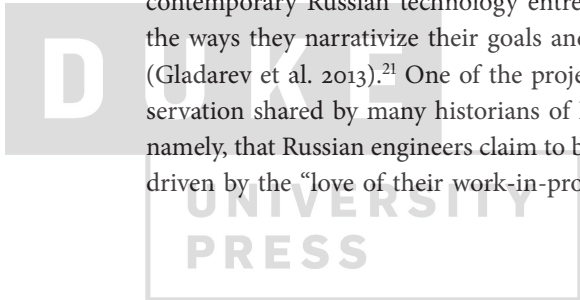 contemporary Russian technology entre
the ways they narrativize their goals and
(Gladarev et al. 2013).²¹ One of the proje
servation shared by many historians of
namely, that Russian engineers claim to b
driven by the “love of their work-in-pro
DUKE
UNIVERSITY
PRESS